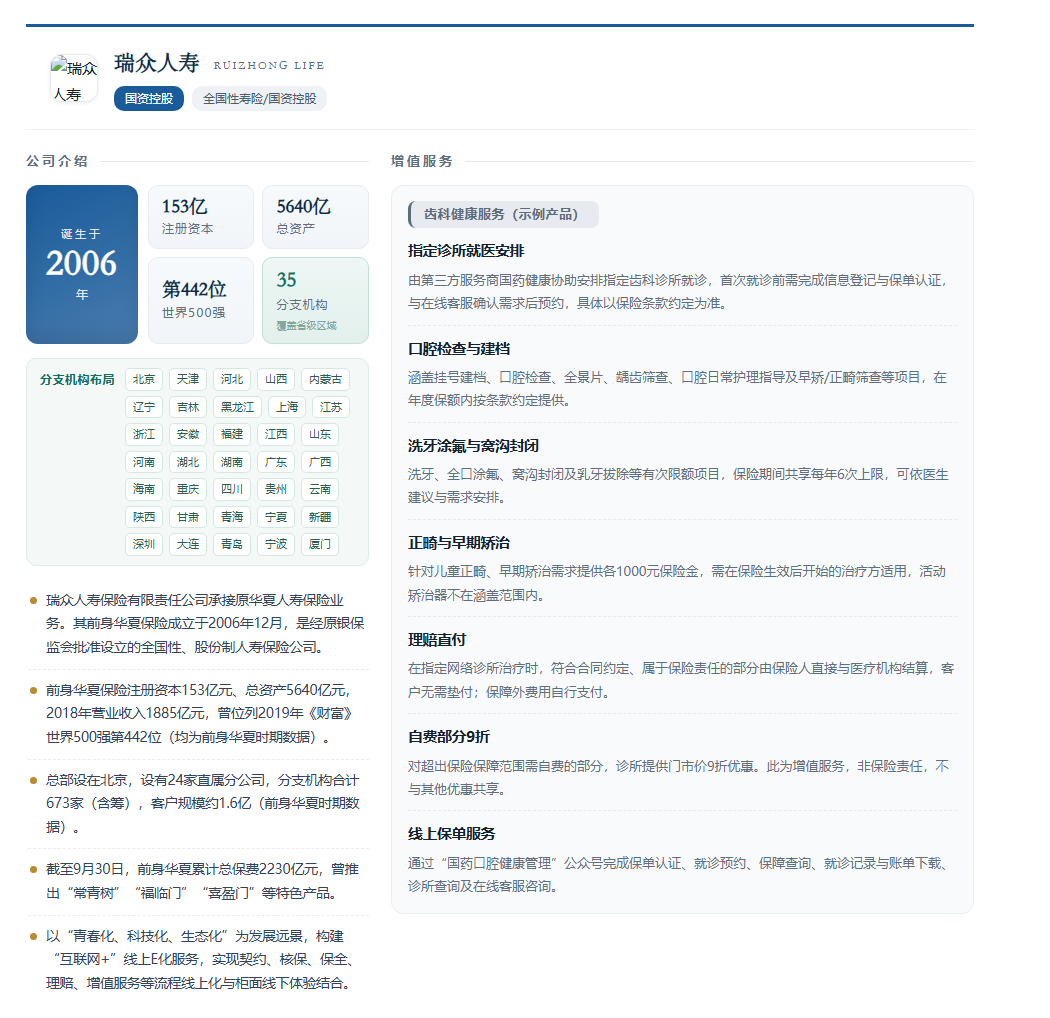 瑞众人寿
瑞众人寿 RUIZHONG LIFE
国资控股 全国性寿险/国资控股
公司介绍
诞生于
2006
年
153亿
注册资本
5640亿
总资产
第442位
世界500强
35
分支机构
覆盖省级区域
分支机构布局 北京 天津 河北 山西 内蒙古
辽宁 吉林 黑龙江 上海 江苏
浙江 安徽 福建 江西 山东
河南 湖北 湖南 广东 广西
海南 重庆 四川 贵州 云南
陕西 甘肃 青海 宁夏 新疆
深圳 大连 青岛 宁波 厦门
瑞众人寿保险有限责任公司承接原华夏人寿保险业
务。其前身华夏保险成立于2006年12月，是经原银保
监会批准设立的全国性、股份制人寿保险公司。
前身华夏保险注册资本153亿元、总资产5640亿元，
2018年营业收入1885亿元，曾位列2019年《财富》
世界500强第442位（均为前身华夏时期数据）。
总部设在北京，设有24家直属分公司，分支机构合计
673家（含筹），客户规模约1.6亿（前身华夏时期数
据）。
截至9月30日，前身华夏累计总保费2230亿元，曾推
出“常青树”“福临门”“喜盈门”等特色产品。
以“青春化、科技化、生态化”为发展远景，构建
“互联网+”线上E化服务，实现契约、核保、保全、
理赔、增值服务等流程线上化与柜面线下体验结合。
增值服务
齿科健康服务（示例产品）
指定诊所就医安排
由第三方服务商国药健康协助安排指定齿科诊所就诊，首次就诊前需完成信息登记与保单认证，
与在线客服确认需求后预约，具体以保险条款约定为准。
口腔检查与建档
涵盖挂号建档、口腔检查、全景片、龋齿筛查、口腔日常护理指导及早矫/正畸筛查等项目，在
年度保额内按条款约定提供。
洗牙涂氟与窝沟封闭
洗牙、全口涂氟、窝沟封闭及乳牙拔除等有次限额项目，保险期间共享每年6次上限，可依医生
建议与需求安排。
正畸与早期矫治
针对儿童正畸、早期矫治需求提供各1000元保险金，需在保险生效后开始的治疗方适用，活动
矫治器不在涵盖范围内。
理赔直付
在指定网络诊所治疗时，符合合同约定、属于保险责任的部分由保险人直接与医疗机构结算，客
户无需垫付；保障外费用自行支付。
自费部分9折
对超出保险保障范围需自费的部分，诊所提供门市价9折优惠。此为增值服务，非保险责任，不
与其他优惠共享。
线上保单服务
通过“国药口腔健康管理”公众号完成保单认证、就诊预约、保障查询、就诊记录与账单下载、
诊所查询及在线客服咨询。